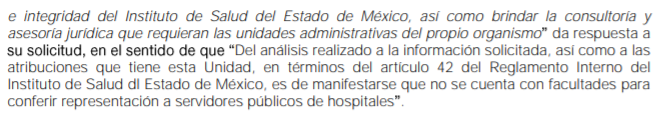 e integridad del Instituto de Salud del Estado de México, así como brindar la consultoría y
asesoría jurídica que requieran las unidades administrativas del propio organismo” da respuesta a
su solicitud, en el sentido de que “Del análisis realizado a la información solicitada, así como a las
atribuciones que tiene esta Unidad, en términos del artículo 42 del Reglamento Interno del
Instituto de Salud dl Estado de México, es de manifestarse que no se cuenta con facultades para
conferir representación a servidores públicos de hospitales”.